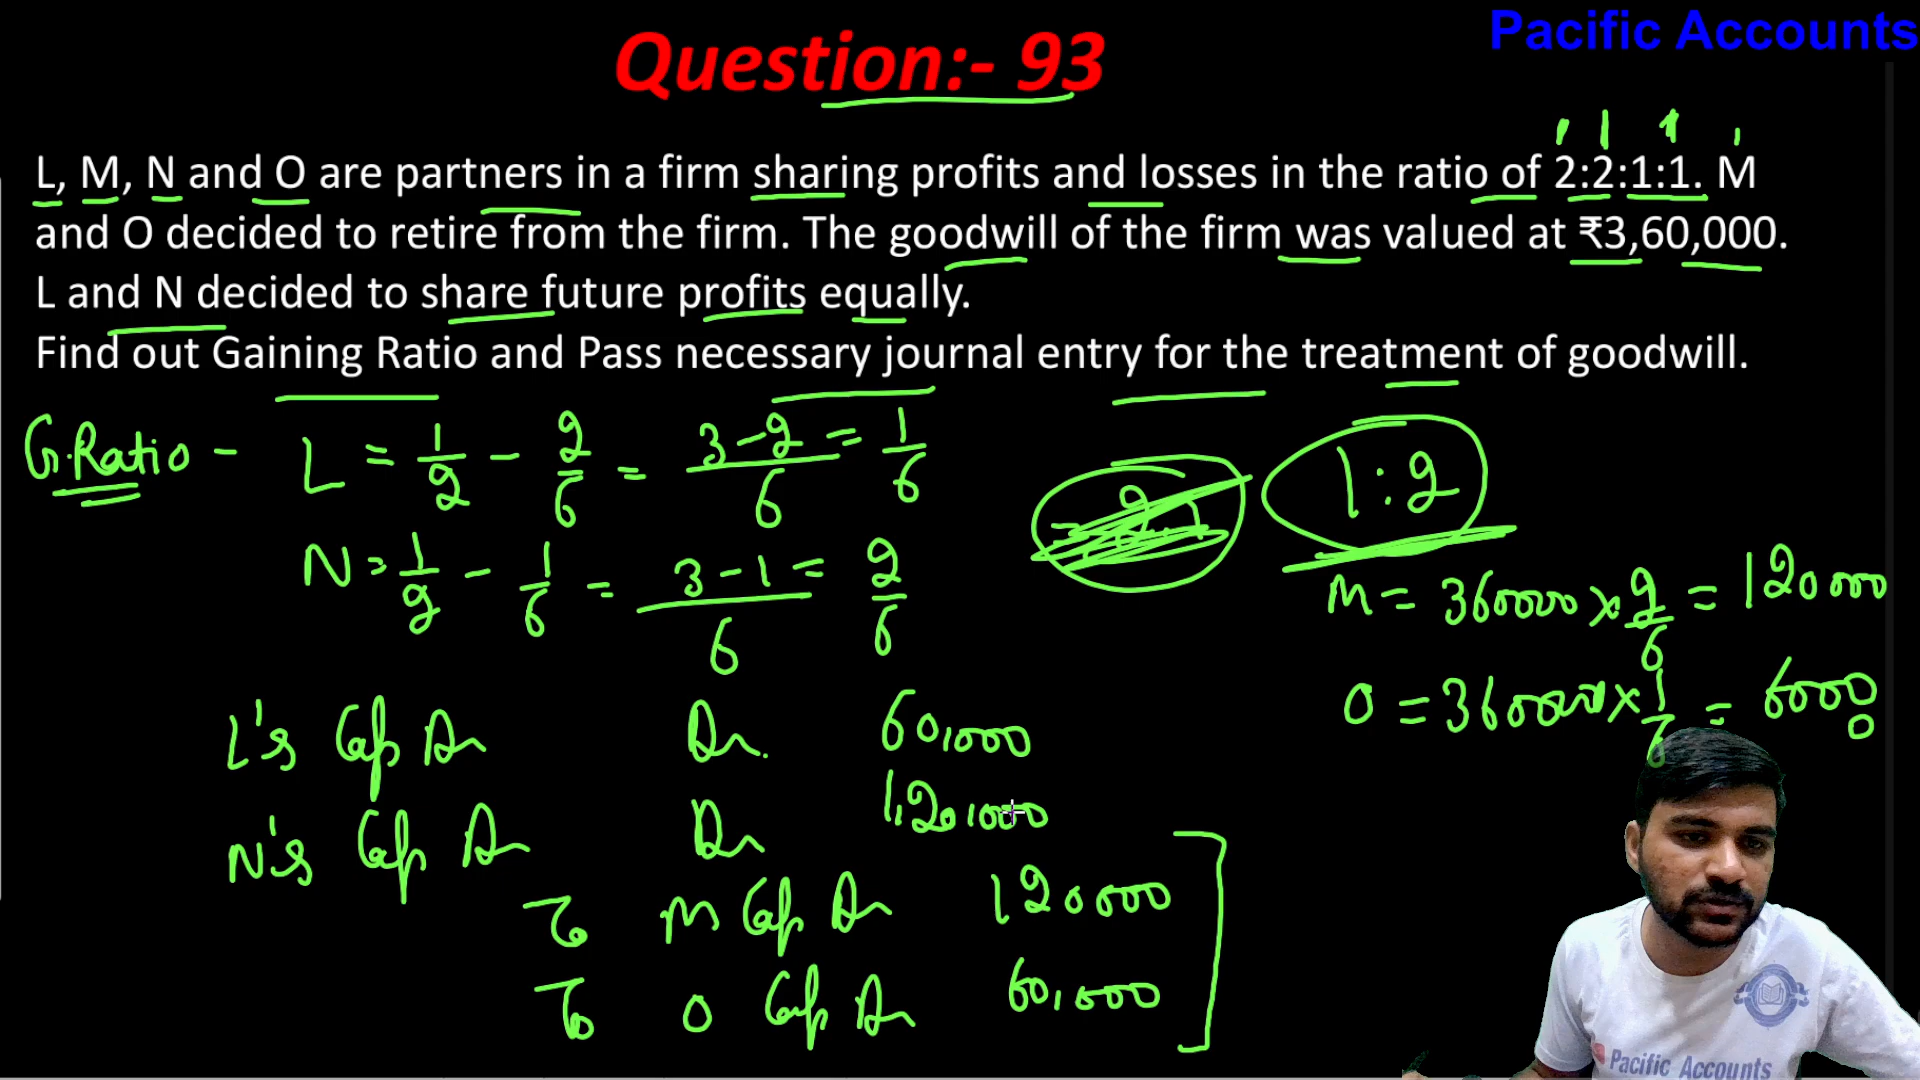 Pacific Accounts
Question:- 93
L, M, N and O are partners in a firm sharing profits and losses in the ratio of 2:2:1:1. M
and O decided to retire from the firm. The goodwill of the firm was valued at ₹3,60,000.
L and N decided to share future profits equally.
Find out Gaining Ratio and Pass necessary journal entry for the treatment of goodwill.
G.Ratio - L = 1/2 - 2/6 = 3-2/6 = 1/6
1:2
N = 1/2 - 1/6 = 3-1/6 = 2/6
M = 360000 x 2/6 = 120000
O = 360000 x 1/6 = 60000
L's Cap A/c Dr. 60,000
N's Cap A/c Dr 1,20,000
To M Cap A/c 120000
To O Cap A/c 60,000
Pacific Accounts